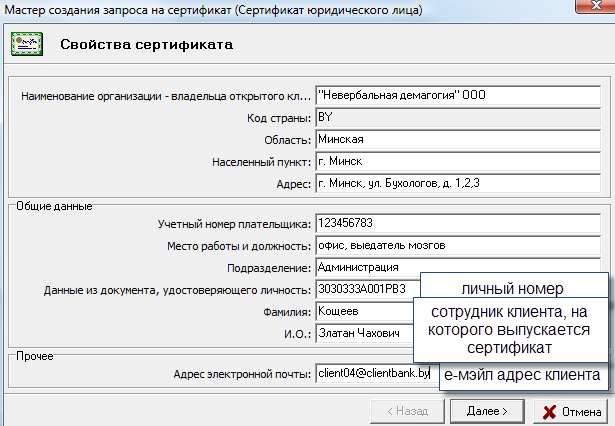 Мастер создания запроса на сертификат (Сертификат юридического лица)
Свойства сертификата
Наименование организации - владельца открытого кл... "Невербальная демагогия" ООО
Код страны: BY
Область: Минская
Населенный пункт: г. Минск
Адрес: г. Минск, ул. Бухологов, д. 1,2,3
Общие данные
Учетный номер плательщика: 123456783
Место работы и должность: офис, выедатель мозгов
Подразделение: Администрация
Данные из документа, удостоверяющего личность: 3030333А001РВ3 личный номер
Фамилия: Кощеев
И.О.: Златан Чахович
сотрудник клиента, на
которого выпускается
сертификат
Прочее
Адрес электронной почты: client04@clientbank.by е-мэйл адрес клиента
< Назад Далее > Отмена